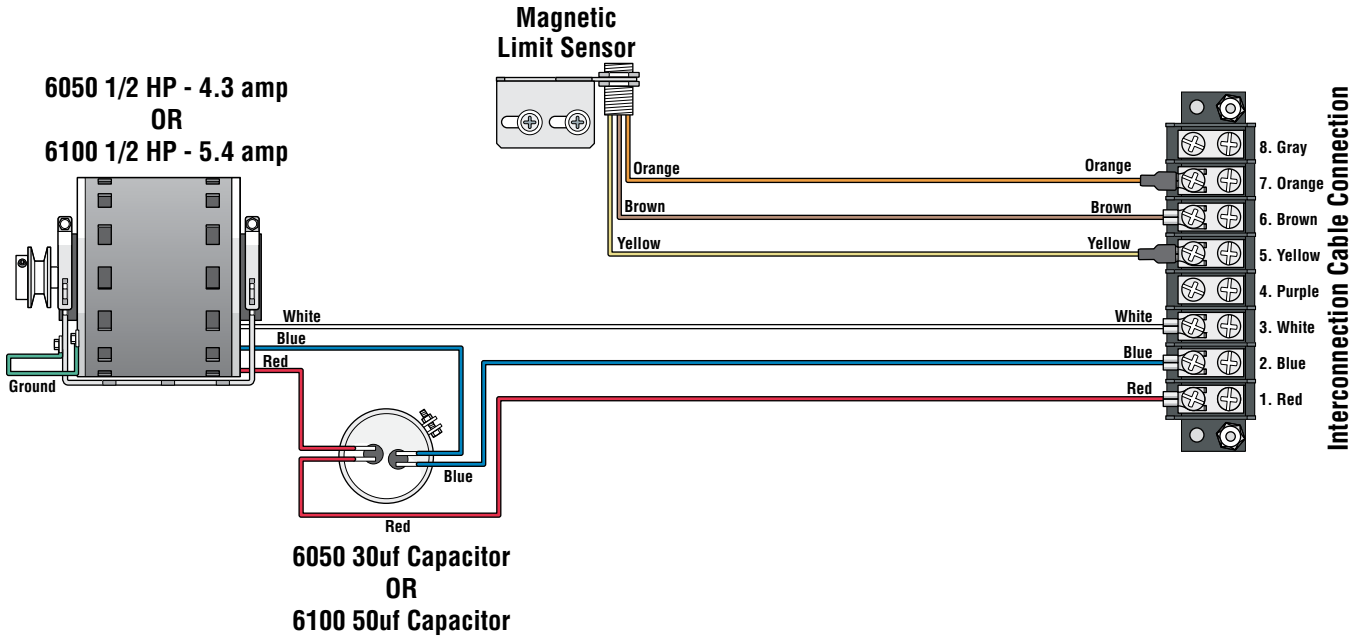 Magnetic
Limit Sensor
6050 1/2 HP - 4.3 amp
OR
6100 1/2 HP - 5.4 amp
Orange
Orange
Brown
Brown
Yellow
Yellow
White
White
Blue
Blue
Red
Red
Ground
Blue
Red
6050 30uf Capacitor
OR
6100 50uf Capacitor
8. Gray
7. Orange
6. Brown
5. Yellow
4. Purple
3. White
2. Blue
1. Red
Interconnection Cable Connection